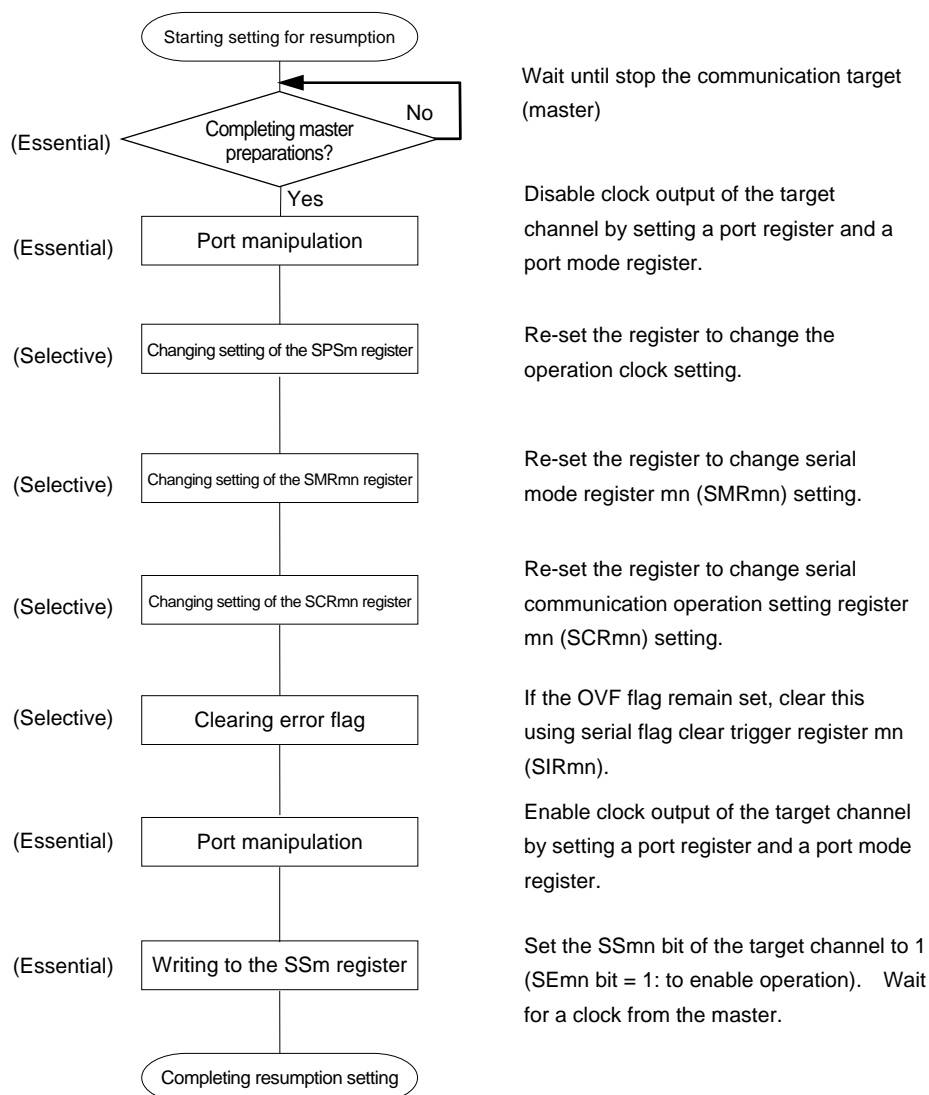 Starting setting for resumption
Wait until stop the communication target
(master)
No
(Essential)
Completing master
preparations?
Yes
Disable clock output of the target
channel by setting a port register and a
port mode register.
(Essential)
Port manipulation
(Selective)
Changing setting of the SPSm register
Re-set the register to change the
operation clock setting.
(Selective)
Changing setting of the SMRmn register
Re-set the register to change serial
mode register mn (SMRmn) setting.
(Selective)
Changing setting of the SCRmn register
Re-set the register to change serial
communication operation setting register
mn (SCRmn) setting.
(Selective)
Clearing error flag
If the OVF flag remain set, clear this
using serial flag clear trigger register mn
(SIRmn).
(Essential)
Port manipulation
Enable clock output of the target channel
by setting a port register and a port mode
register.
(Essential)
Writing to the SSm register
Set the SSmn bit of the target channel to 1
(SEmn bit = 1: to enable operation). Wait
for a clock from the master.
Completing resumption setting